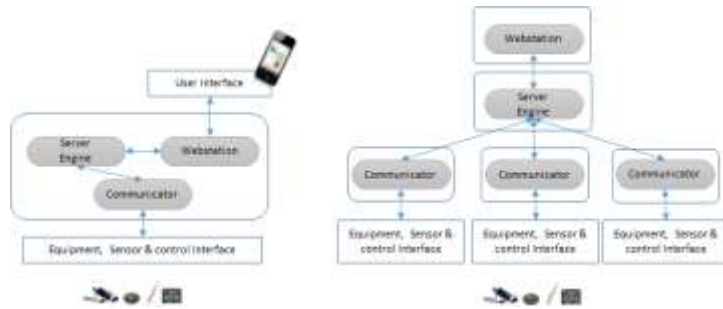 User Interface
Server
Engine
Webstation
Communicator
Equipment, Sensor & control Interface
Webstation
Server
Engine
Communicator
Communicator
Communicator
Equipment, Sensor &
control Interface
Equipment, Sensor &
control Interface
Equipment, Sensor &
control Interface